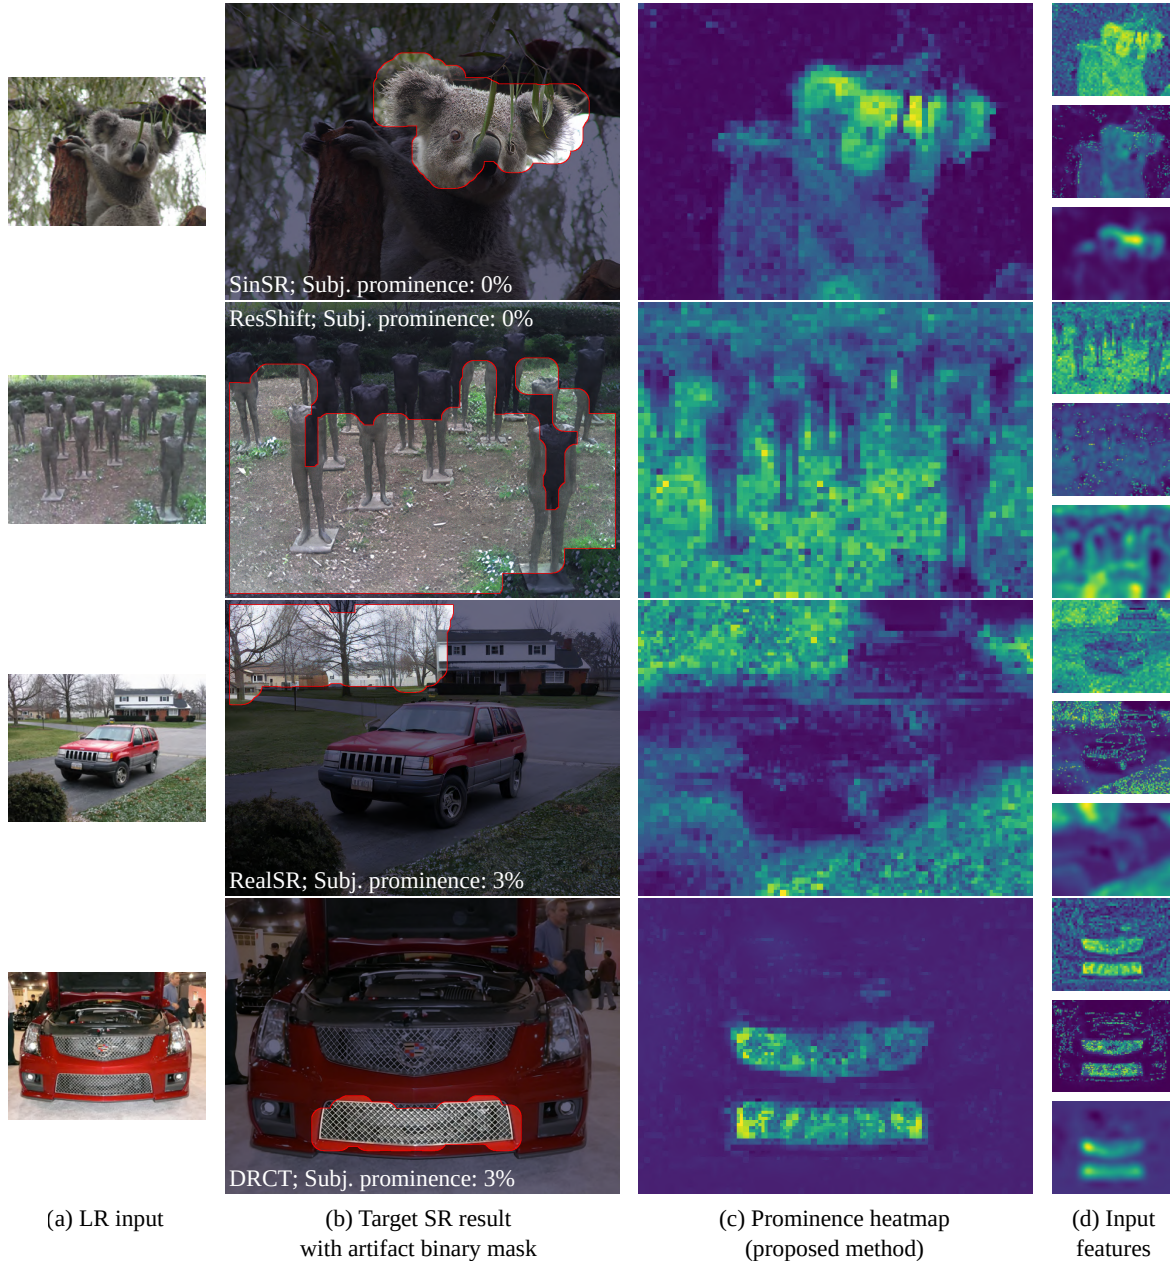 SinSR; Subj. prominence: 0%
ResShift; Subj. prominence: 0%
RealSR; Subj. prominence: 3%
DRCT; Subj. prominence: 3%
(a) LR input
(b) Target SR result
with artifact binary mask
(c) Prominence heatmap
(proposed method)
(d) Input
features